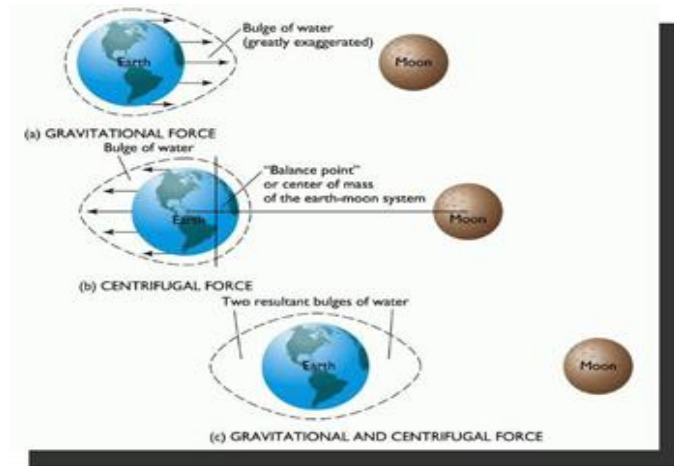 Bulge of water
(greatly exaggerated)
Earth
Moon
(a) GRAVITATIONAL FORCE
Bulge of water
"Balance point"
or center of mass
of the earth-moon system
Earth
Moon
(b) CENTRIFUGAL FORCE
Two resultant bulges of water
Earth
Moon
(c) GRAVITATIONAL AND CENTRIFUGAL FORCE